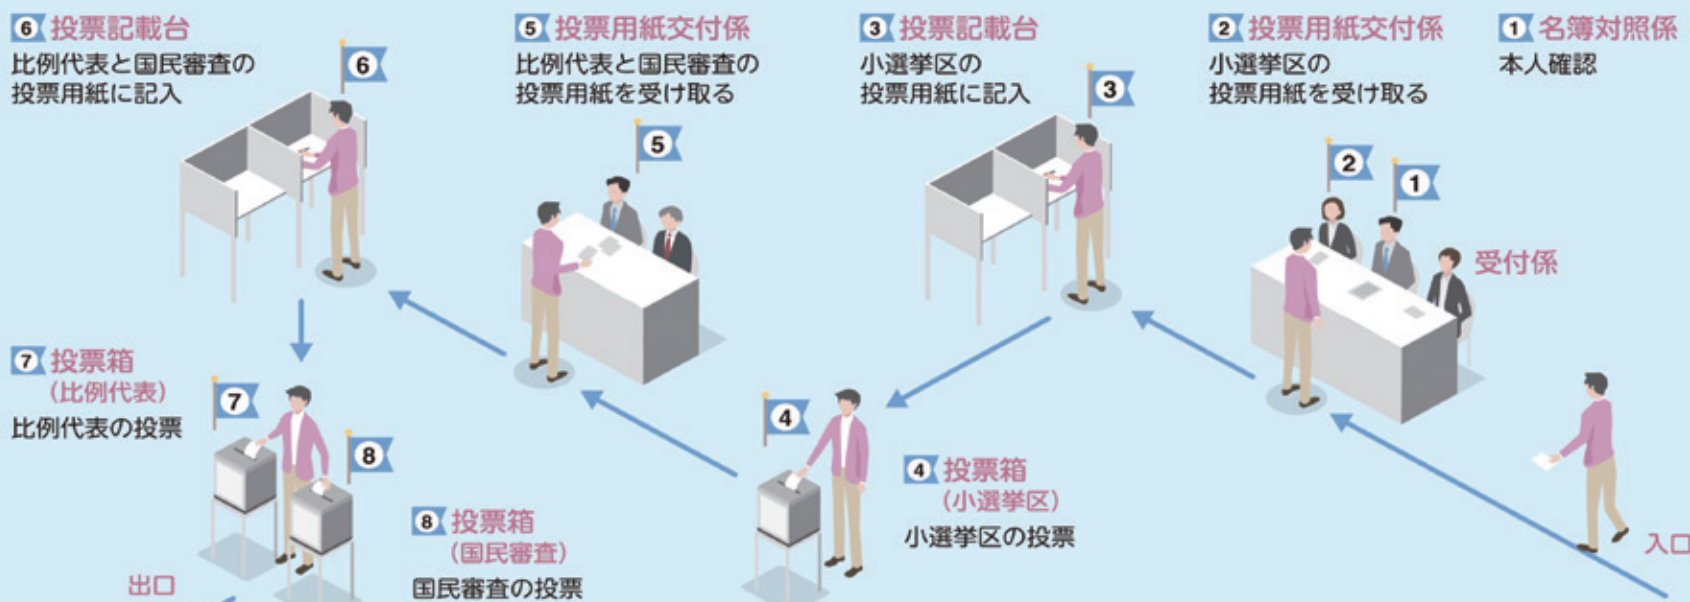 ⑥ 投票記載台
比例代表と国民審査の
投票用紙に記入
⑥
⑤ 投票用紙交付係
比例代表と国民審査の
投票用紙を受け取る
⑤
③ 投票記載台
小選挙区の
投票用紙に記入
③
② 投票用紙交付係
小選挙区の
投票用紙を受け取る
②
① 名簿対照係
本人確認
①
受付係
⑦ 投票箱
（比例代表）
比例代表の投票
⑦
⑧
⑧ 投票箱
（国民審査）
国民審査の投票
④
④ 投票箱
（小選挙区）
小選挙区の投票
入口
出口